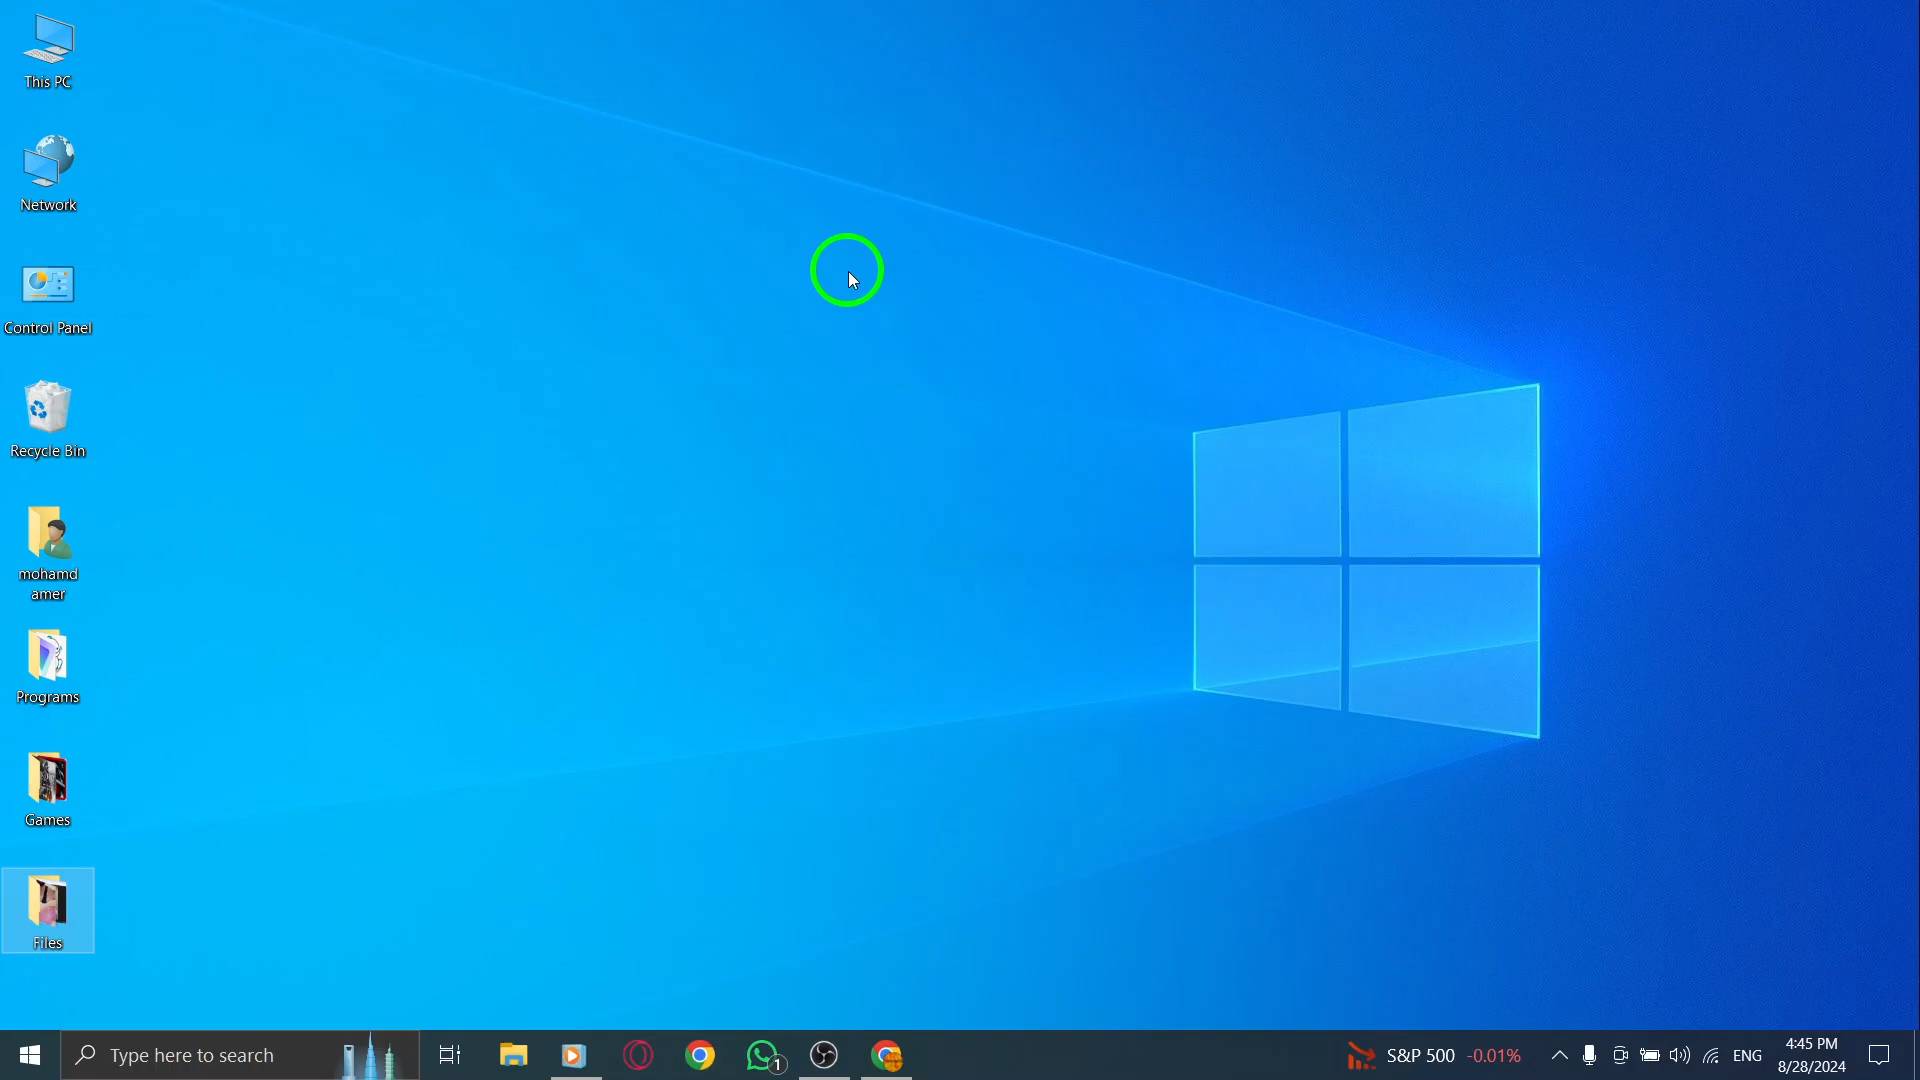 This PC
Network
Control Panel
Recycle Bin
mohamd
amer
Programs
Games
Files
Type here to search
1
S&P 500 -0.01%
ENG
4:45 PM
8/28/2024